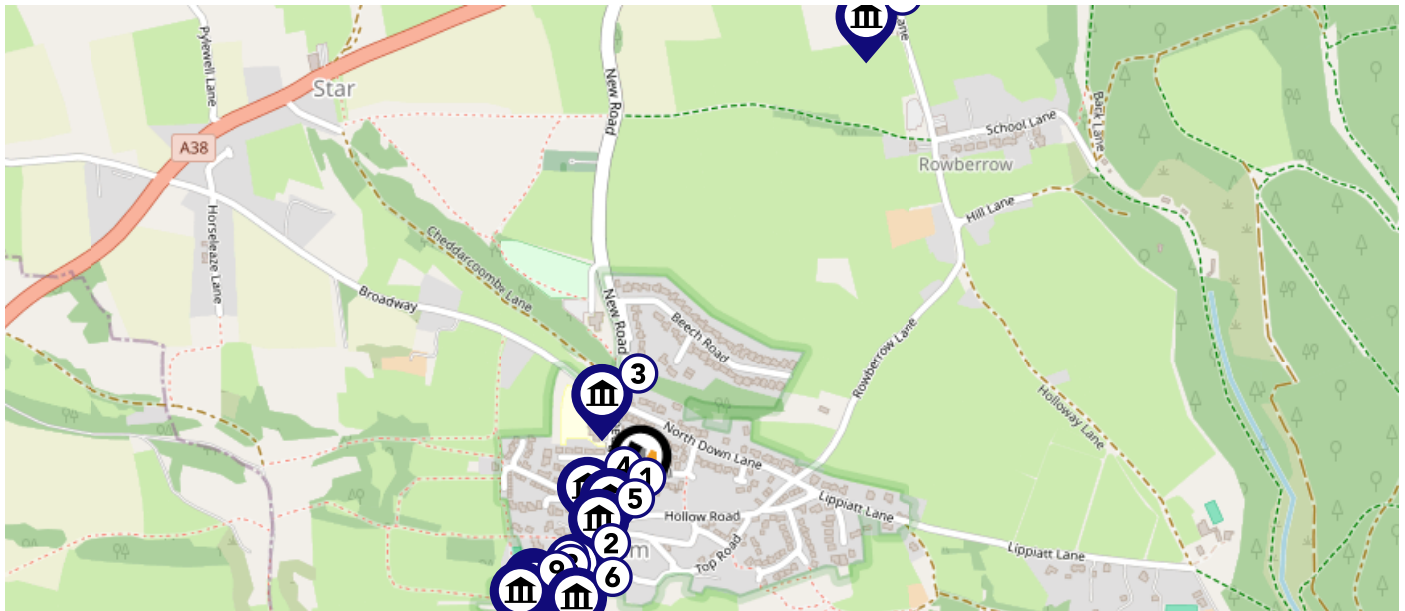 Pylewell Lane
Star
A38
New Road
Lane
School Lane
Back Lane
Rowberrow
Hill Lane
Horseleaze Lane
Cheddarcoombe Lane
Broadway
New Road
Beech Road
Rowberrow Lane
Holloway Lane
3
North Down Lane
4
1
5
Lippiatt Lane
Hollow Road
2
Top Road
Lippiatt Lane
9
6